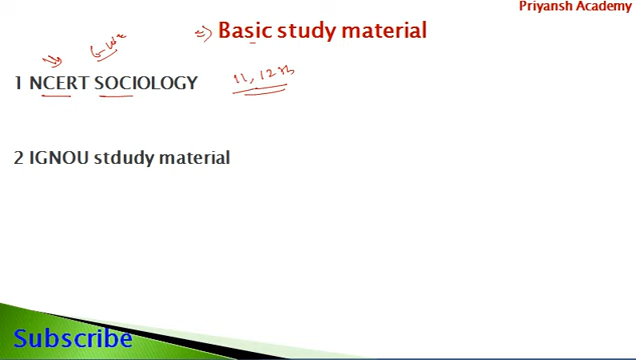 Priyansh Academy
Basic study material
1 NCERT SOCIOLOGY 11, 12th
2 IGNOU stdudy material
Subscribe